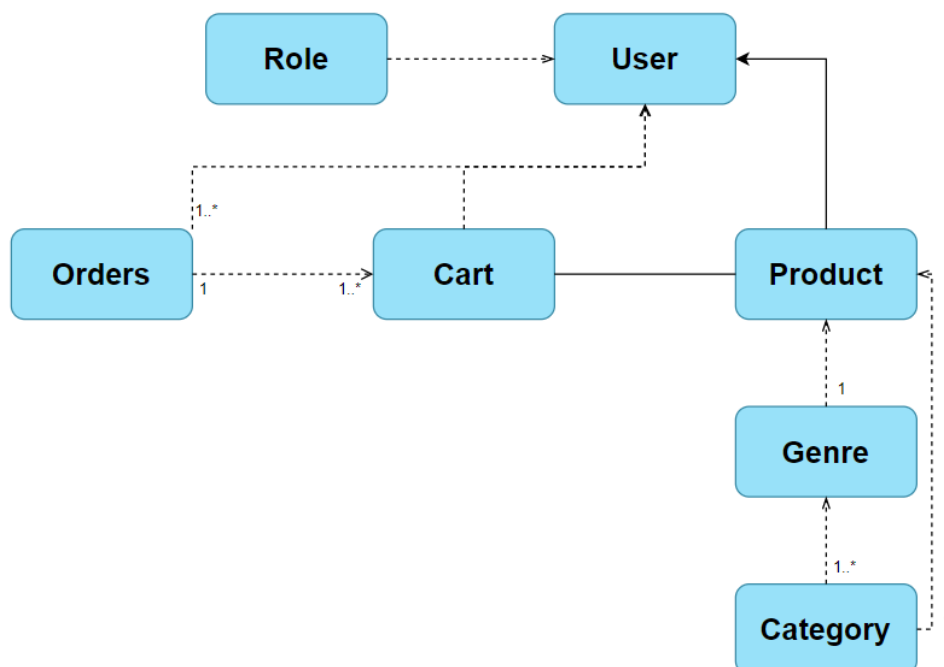 Role
User
1..*
Orders
Cart
Product
1
1..*
1
Genre
1..*
Category